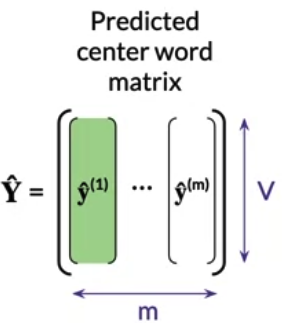 Predicted
center word
matrix
Ŷ = ŷ(1) ... ŷ(m) V
m